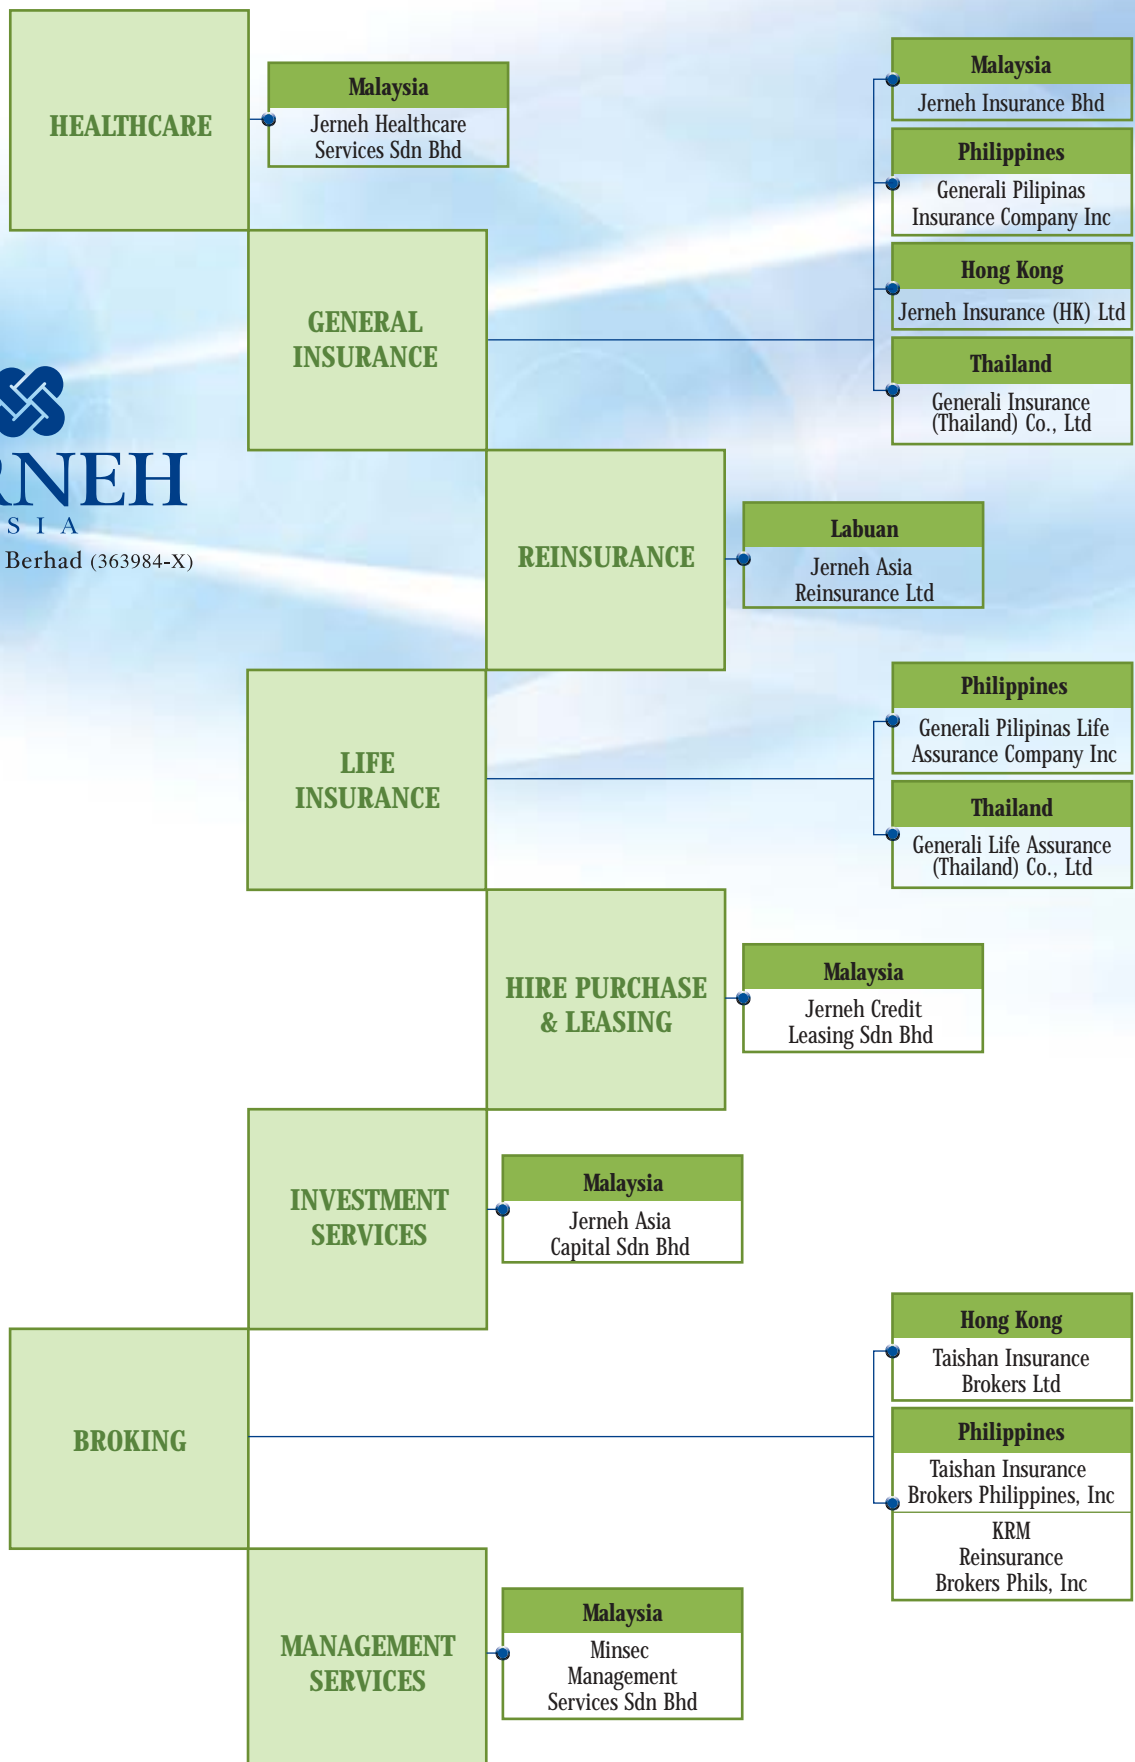 HEALTHCARE
Malaysia
Jerneh Healthcare
Services Sdn Bhd
GENERAL
INSURANCE
Malaysia
Jerneh Insurance Bhd
Philippines
Generali Pilipinas
Insurance Company Inc
Hong Kong
Jerneh Insurance (HK) Ltd
Thailand
Generali Insurance
(Thailand) Co., Ltd
RNEH
SIA
Berhad (363984-X)
REINSURANCE
Labuan
Jerneh Asia
Reinsurance Ltd
LIFE
INSURANCE
Philippines
Generali Pilipinas Life
Assurance Company Inc
Thailand
Generali Life Assurance
(Thailand) Co., Ltd
HIRE PURCHASE
& LEASING
Malaysia
Jerneh Credit
Leasing Sdn Bhd
INVESTMENT
SERVICES
Malaysia
Jerneh Asia
Capital Sdn Bhd
BROKING
Hong Kong
Taishan Insurance
Brokers Ltd
Philippines
Taishan Insurance
Brokers Philippines, Inc
KRM
Reinsurance
Brokers Phils, Inc
MANAGEMENT
SERVICES
Malaysia
Minsec
Management
Services Sdn Bhd